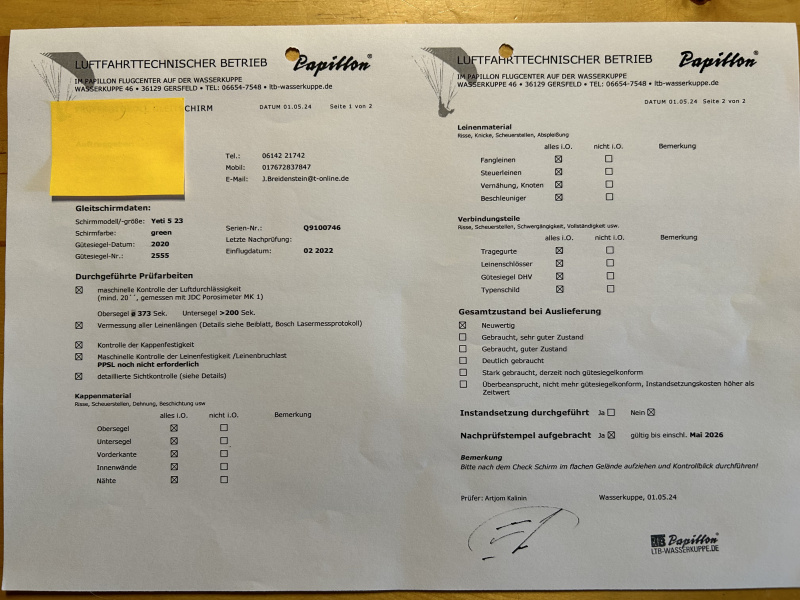 LUFTFAHRTTECHNISCHER BETRIEB
Papillon®
IM PAPILLON FLUGCENTER AUF DER WASSERKUPPE
WASSERKUPPE 46 • 36129 GERSFELD • TEL: 06654-7548 • ltb-wasserkuppe.de
SCHIRM DATUM 01.05.24 Seite 1 von 2
Tel.: 06142 21742
Mobil: 017672837847
E-Mail: J.Breidenstein@t-online.de
Gleitschirmdaten:
Schirmmodell/-größe: Yeti 5 23
Schirmfarbe: green
Gütesiegel-Datum: 2020
Gütesiegel-Nr.: 2555
Serien-Nr.: Q9100746
Letzte Nachprüfung:
Einflugdatum: 02 2022
Durchgeführte Prüfarbeiten
☒ maschinelle Kontrolle der Luftdurchlässigkeit
(mind. 20´´, gemessen mit JDC Porosimeter MK 1)
Obersegel ø 373 Sek. Untersegel >200 Sek.
☒ Vermessung aller Leinenlängen (Details siehe Beiblatt, Bosch Lasermessprotokoll)
☒ Kontrolle der Kappenfestigkeit
☒ Maschinelle Kontrolle der Leinenfestigkeit /Leinenbruchlast
PPSL noch nicht erforderlich
☒ detaillierte Sichtkontrolle (siehe Details)
Kappenmaterial
Risse, Scheuerstellen, Dehnung, Beschichtung usw
alles i.O. nicht i.O. Bemerkung
Obersegel ☒ ☐
Untersegel ☒ ☐
Vorderkante ☒ ☐
Innenwände ☒ ☐
Nähte ☒ ☐
LUFTFAHRTTECHNISCHER BETRIEB
Papillon®
IM PAPILLON FLUGCENTER AUF DER WASSERKUPPE
WASSERKUPPE 46 • 36129 GERSFELD • TEL: 06654-7548 • ltb-wasserkuppe.de
DATUM 01.05.24 Seite 2 von 2
Leinenmaterial
Risse, Knicke, Scheuerstellen, Abspleißung
alles i.O. nicht i.O. Bemerkung
Fangleinen ☒ ☐
Steuerleinen ☒ ☐
Vernähung, Knoten ☒ ☐
Beschleuniger ☒ ☐
Verbindungsteile
Risse, Scheuerstellen, Schwergängigkeit, Vollständigkeit usw.
alles i.O. nicht i.O. Bemerkung
Tragegurte ☒ ☐
Leinenschlösser ☒ ☐
Gütesiegel DHV ☒ ☐
Typenschild ☒ ☐
Gesamtzustand bei Auslieferung
☒ Neuwertig
☐ Gebraucht, sehr guter Zustand
☐ Gebraucht, guter Zustand
☐ Deutlich gebraucht
☐ Stark gebraucht, derzeit noch gütesiegelkonform
☐ Überbeansprucht, nicht mehr gütesiegelkonform, Instandsetzungskosten höher als
Zeitwert
Instandsetzung durchgeführt Ja ☐ Nein ☒
Nachprüfstempel aufgebracht Ja ☒ gültig bis einschl. Mai 2026
Bemerkung
Bitte nach dem Check Schirm im flachen Gelände aufziehen und Kontrollblick durchführen!
Prüfer: Artjom Kalinin Wasserkuppe, 01.05.24
Papillon®
LTB-WASSERKUPPE.DE